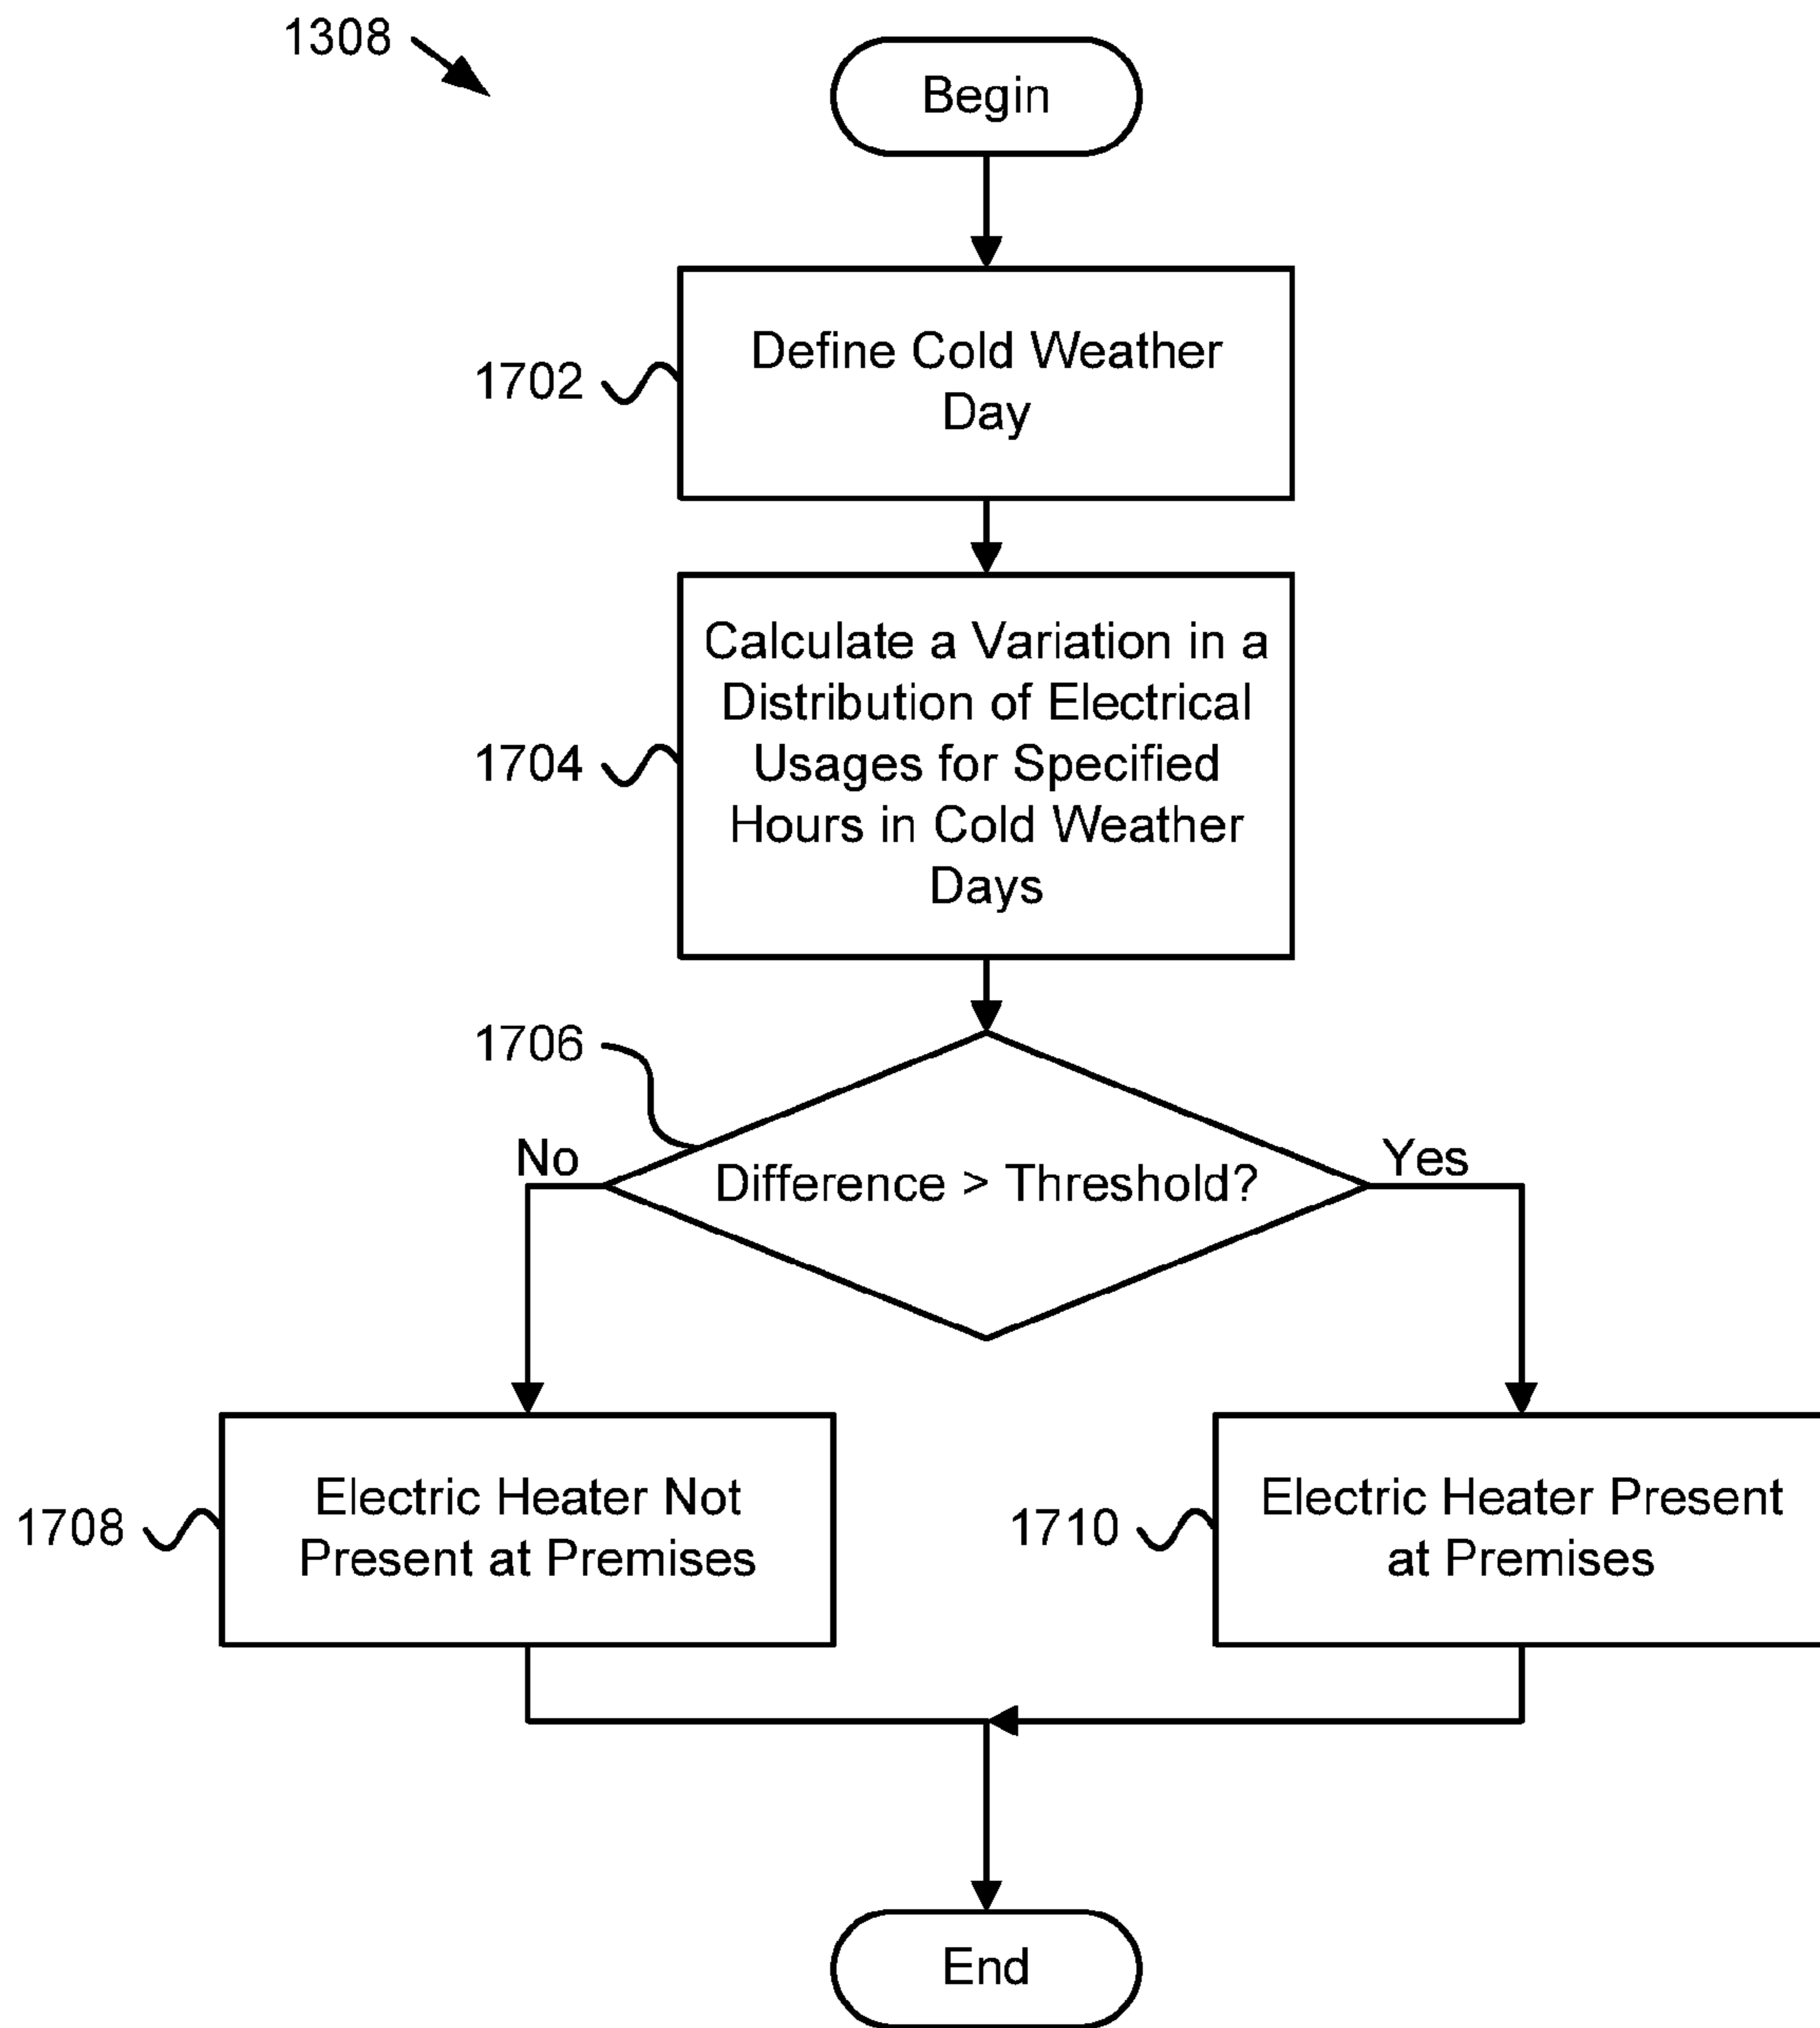 1308
Begin
1702
Define Cold Weather
Day
1704
Calculate a Variation in a
Distribution of Electrical
Usages for Specified
Hours in Cold Weather
Days
1706
No
Difference > Threshold?
Yes
1708
Electric Heater Not
Present at Premises
1710
Electric Heater Present
at Premises
End